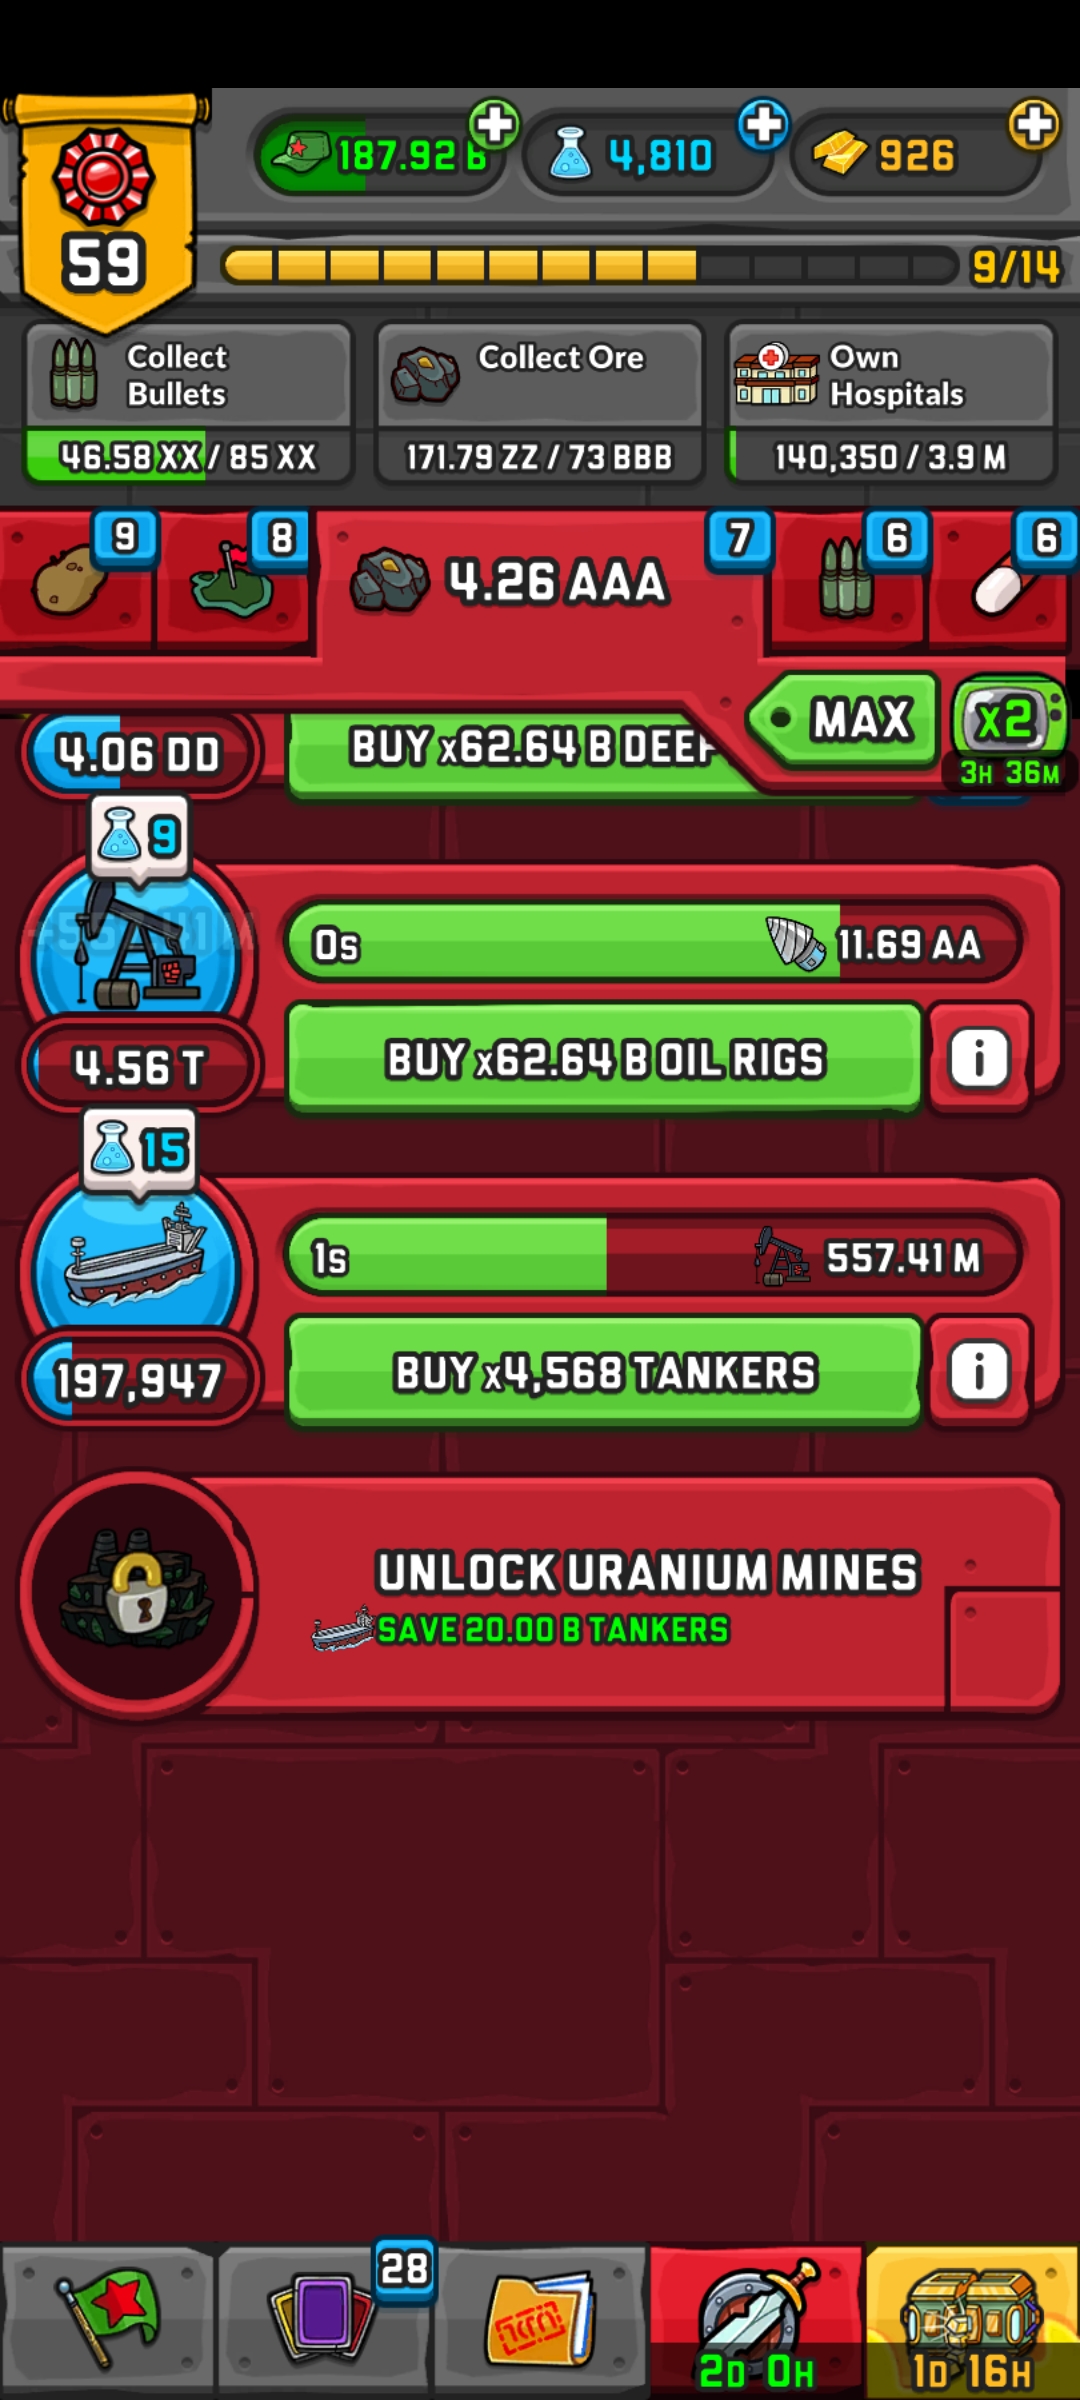 187.92 B
4,810
926
59
9/14
Collect
Bullets
46.58 XX / 85 XX
Collect Ore
171.79 ZZ / 73 BBB
Own
Hospitals
140,350 / 3.9 M
9
8
4.26 AAA
7
6
6
MAX
x2
3H 36M
4.06 DD
BUY x62.64 B DEEP
9
+557.41 M
0s
11.69 AA
4.56 T
BUY x62.64 B OIL RIGS
i
15
1s
557.41 M
197,947
BUY x4,568 TANKERS
i
UNLOCK URANIUM MINES
SAVE 20.00 B TANKERS
28
2D 0H
1D 16H